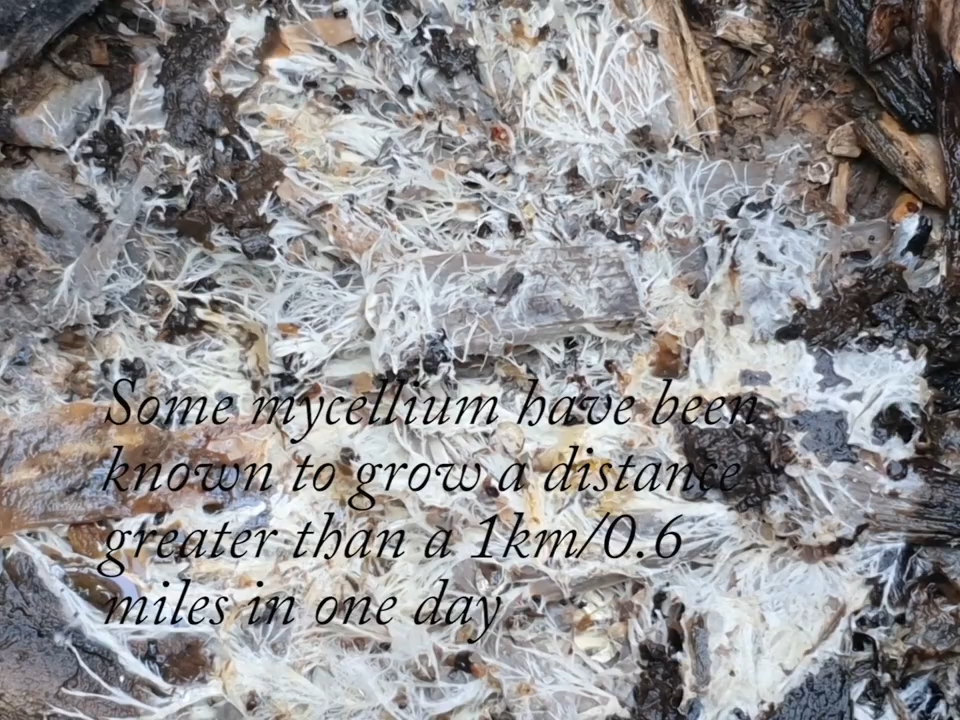 Some mycellium have been
known to grow a distance
greater than a 1km/0.6
miles in one day